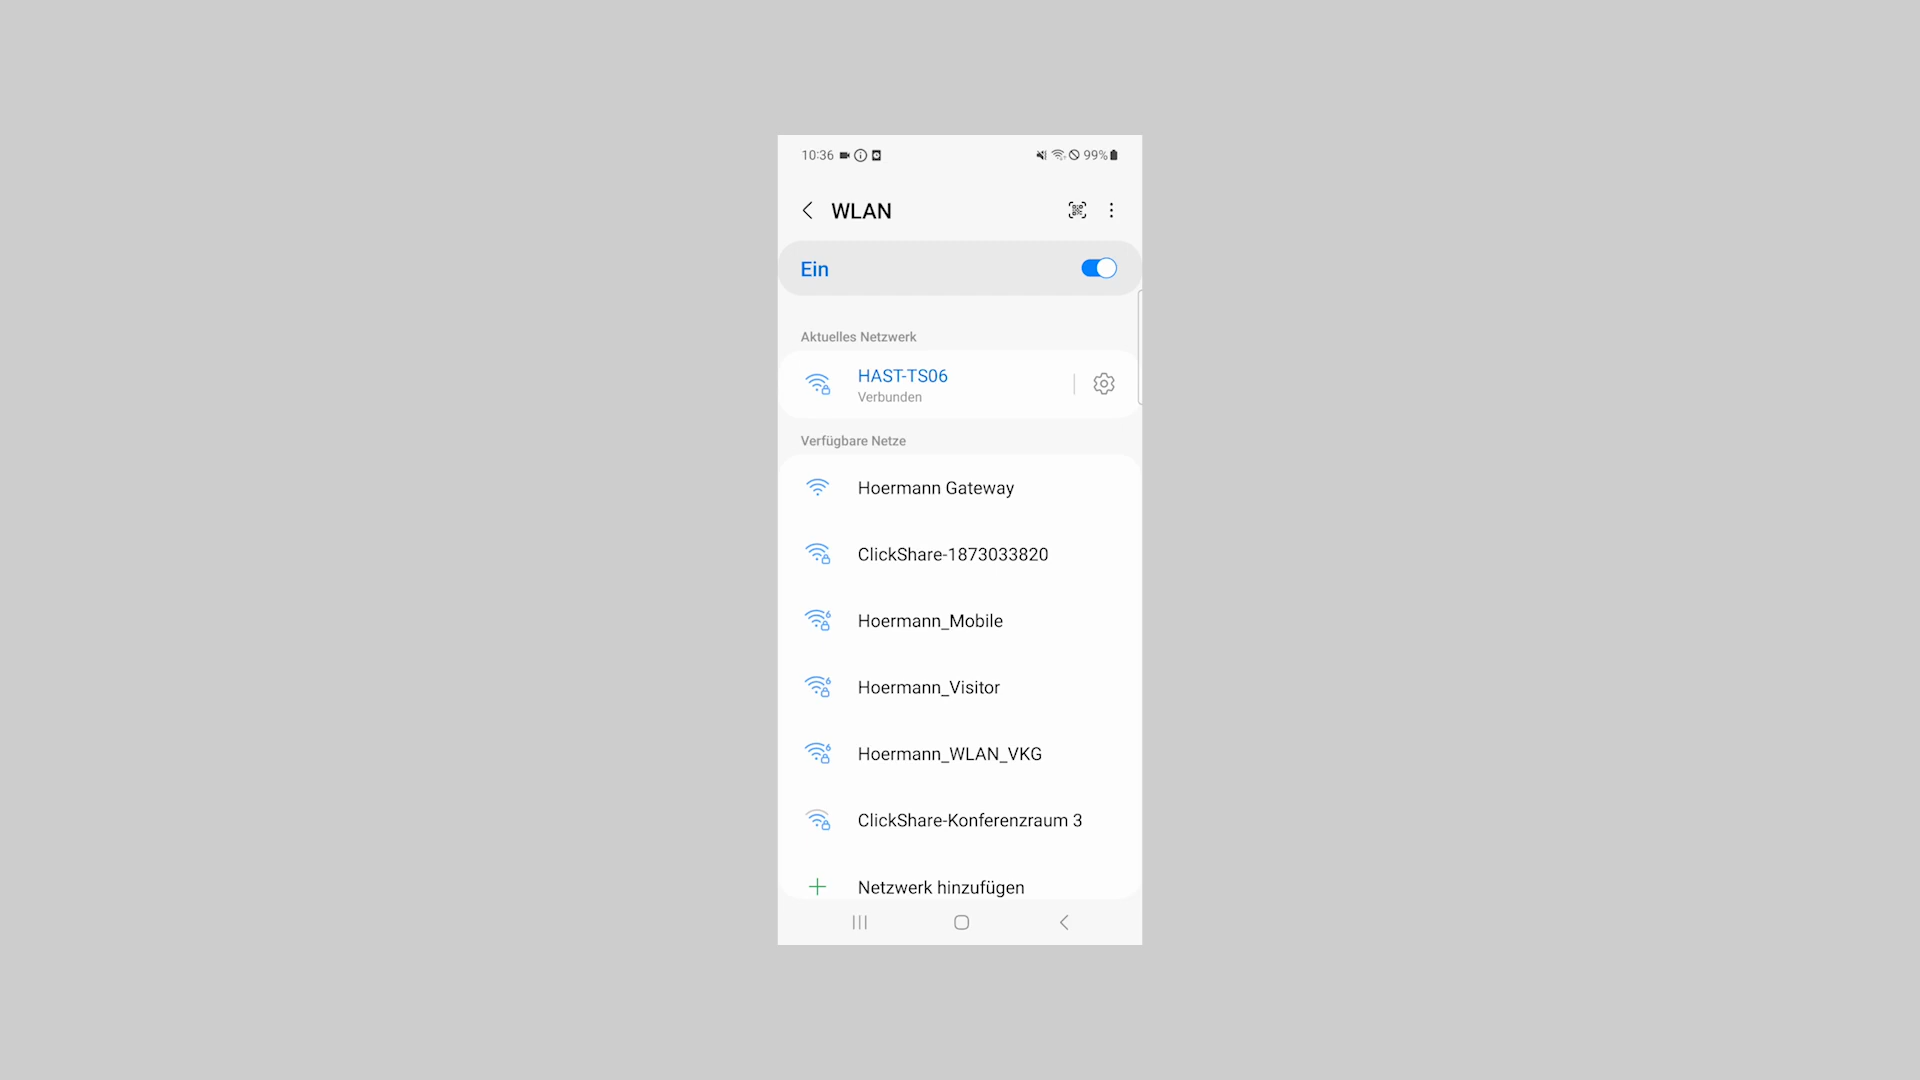 10:36 99%
WLAN
Ein
Aktuelles Netzwerk
HAST-TS06
Verbunden
Verfügbare Netze
Hoermann Gateway
ClickShare-1873033820
Hoermann_Mobile
Hoermann_Visitor
Hoermann_WLAN_VKG
ClickShare-Konferenzraum 3
Netzwerk hinzufügen